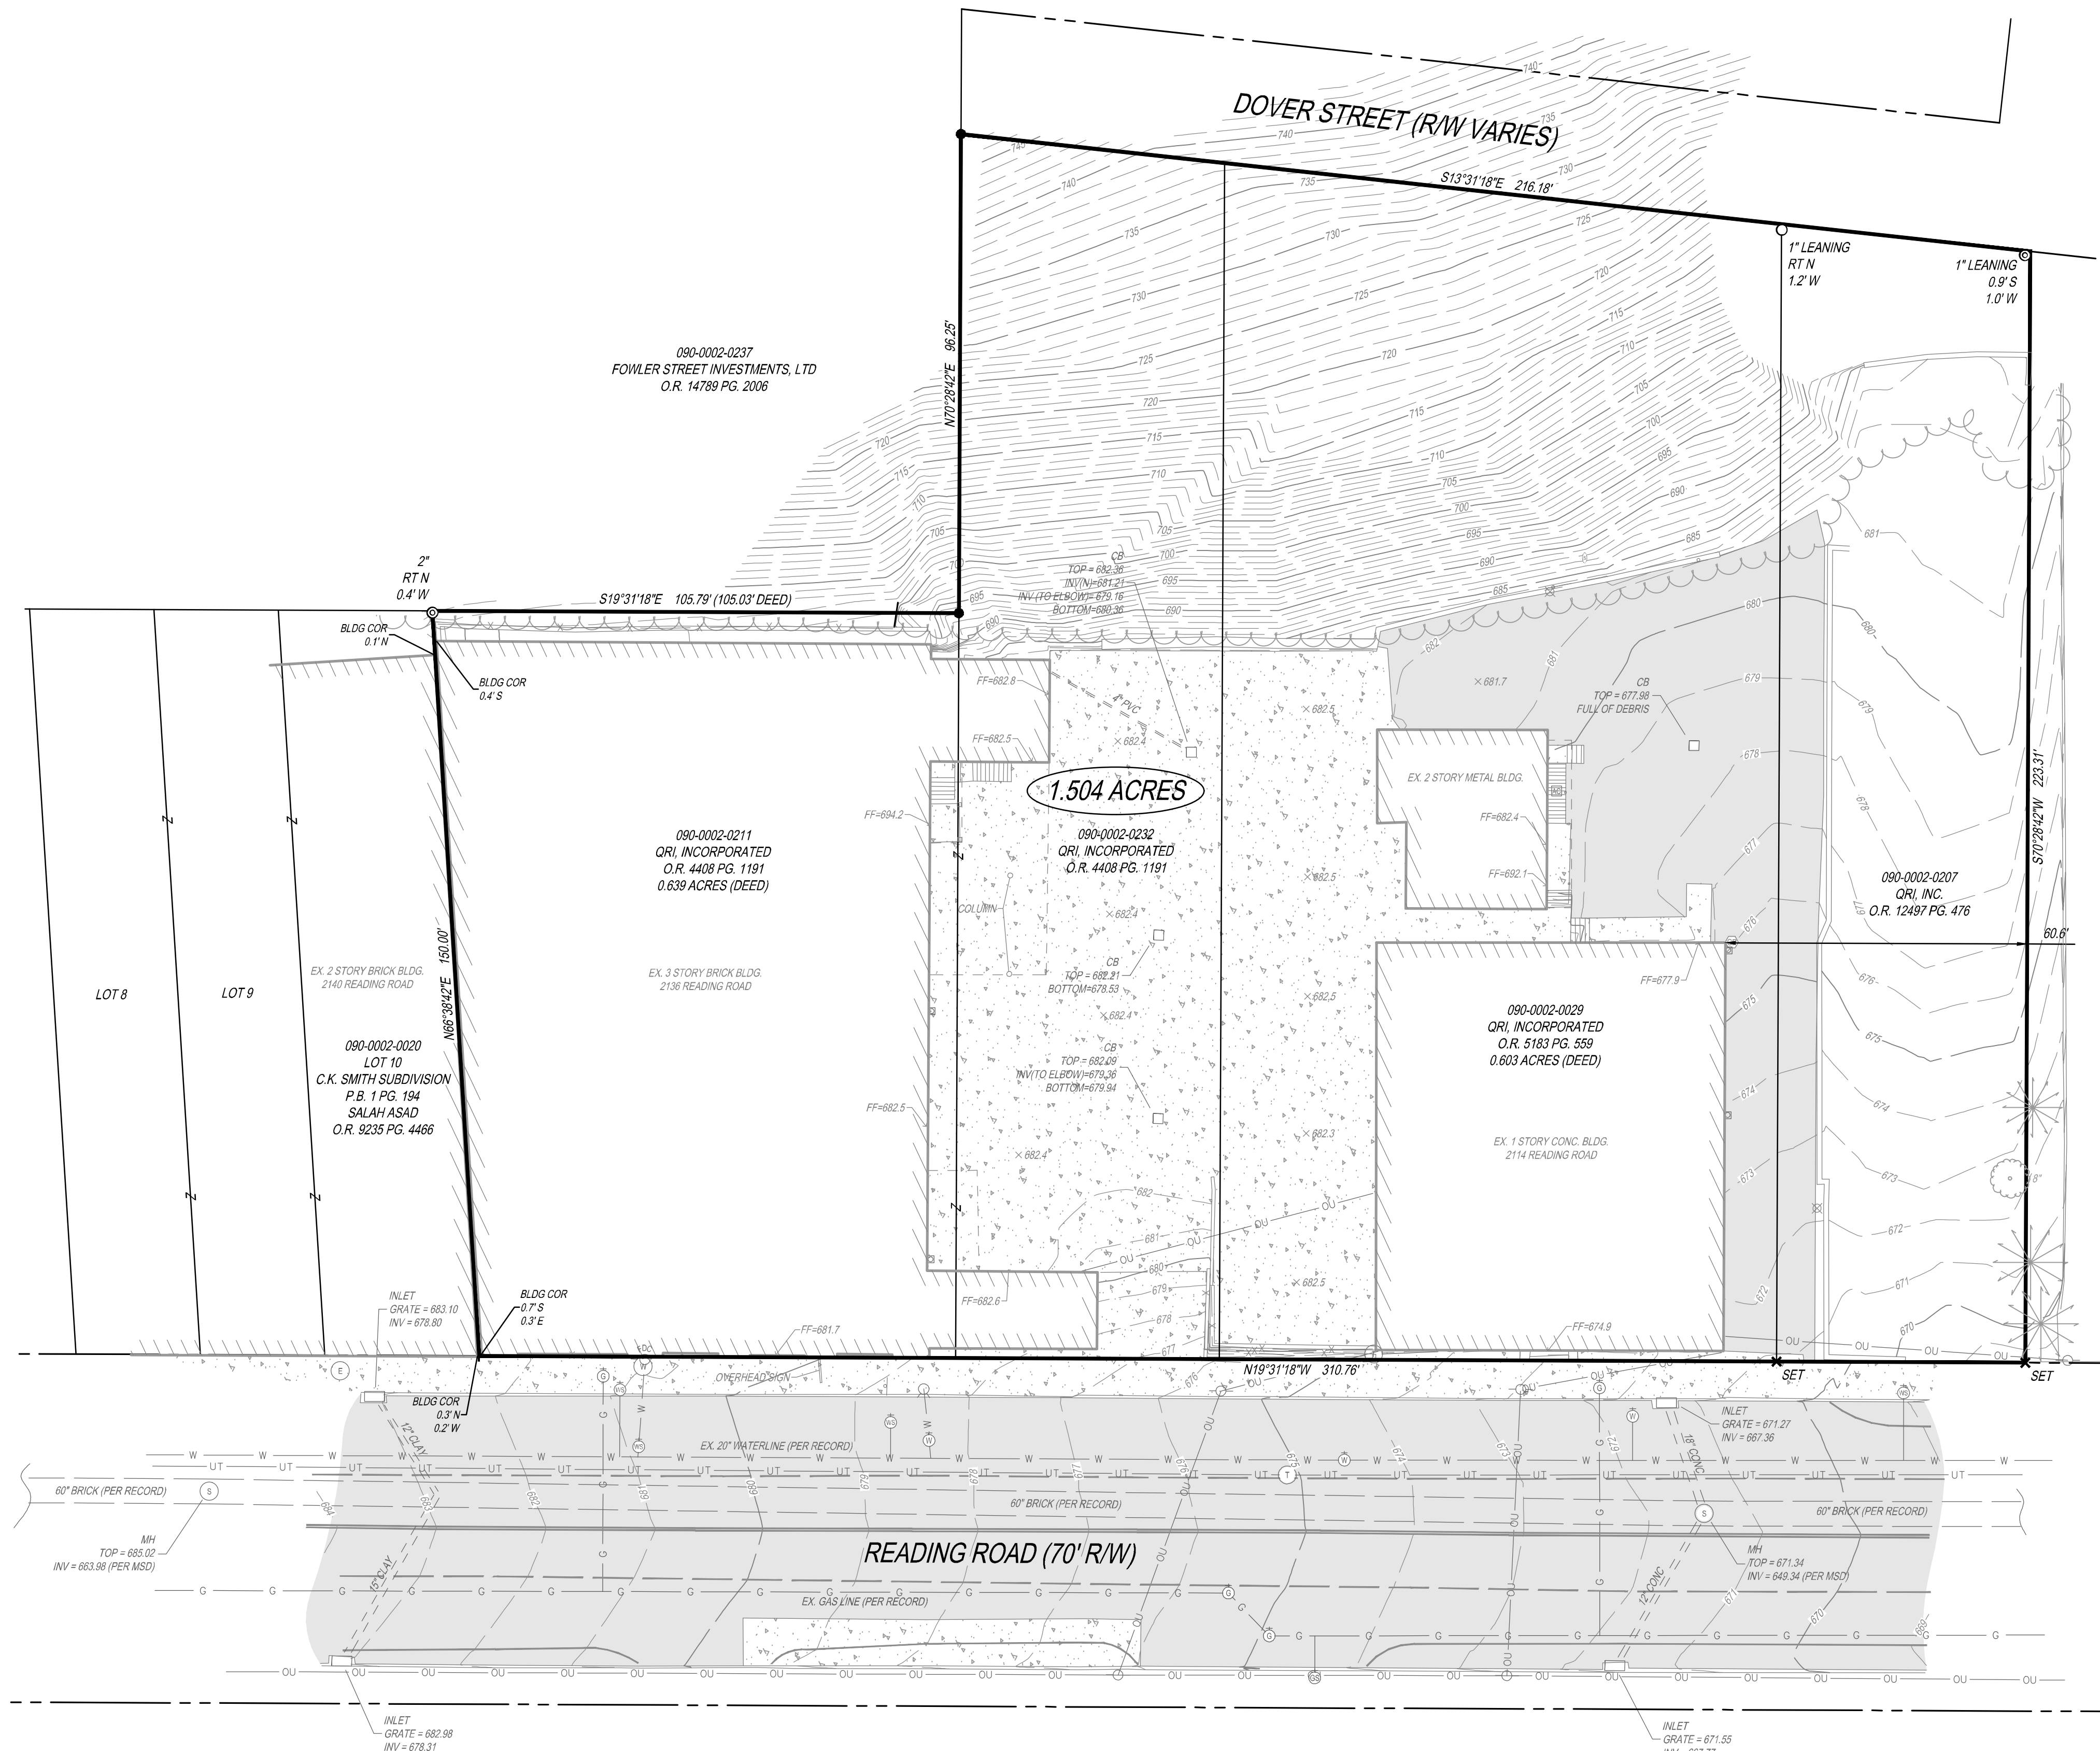 DOVER STREET (R/W VARIES)
S13°31'18"E 216.18'
1" LEANING
RT N
1.2' W
1" LEANING
0.9' S
1.0' W
N70°28'42"E 96.25'
090-0002-0237
FOWLER STREET INVESTMENTS, LTD
O.R. 14789 PG. 2006
2"
RT N
0.4' W
S19°31'18"E 105.79' (105.03' DEED)
BLDG COR
0.1' N
BLDG COR
0.4' S
CB
TOP = 682.36
INV(N)=681.21
INV (TO ELBOW)= 679.16
BOTTOM=680.36
4" PVC
FF=682.8
FF=682.5
FF=694.2
CB
TOP = 677.98
FULL OF DEBRIS
EX. 2 STORY METAL BLDG.
FF=682.4
FF=692.1
1.504 ACRES
090-0002-0211
QRI, INCORPORATED
O.R. 4408 PG. 1191
0.639 ACRES (DEED)
090-0002-0232
QRI, INCORPORATED
O.R. 4408 PG. 1191
COLUMN
090-0002-0207
QRI, INC.
O.R. 12497 PG. 476
S70°28'42"W 223.31'
60.6'
LOT 8
LOT 9
EX. 2 STORY BRICK BLDG.
2140 READING ROAD
N66°38'42"E 150.00'
EX. 3 STORY BRICK BLDG.
2136 READING ROAD
CB
TOP = 682.21
BOTTOM=678.53
FF=677.9
090-0002-0029
QRI, INCORPORATED
O.R. 5183 PG. 559
0.603 ACRES (DEED)
090-0002-0020
LOT 10
C.K. SMITH SUBDIVISION
P.B. 1 PG. 194
SALAH ASAD
O.R. 9235 PG. 4466
CB
TOP = 682.09
INV(TO ELBOW)=679.36
BOTTOM=679.94
FF=682.5
EX. 1 STORY CONC. BLDG.
2114 READING ROAD
8"
INLET
GRATE = 683.10
INV = 678.80
BLDG COR
0.7' S
0.3' E
FF=682.6
FF=681.7
FF=674.9
OVERHEAD SIGN
N19°31'18"W 310.76'
SET
SET
BLDG COR
0.3' N
0.2' W
INLET
GRATE = 671.27
INV = 667.36
12" CLAY
18" CONC
EX. 20" WATERLINE (PER RECORD)
60" BRICK (PER RECORD)
60" BRICK (PER RECORD)
60" BRICK (PER RECORD)
MH
TOP = 685.02
INV = 663.98 (PER MSD)
READING ROAD (70' R/W)
MH
TOP = 671.34
INV = 649.34 (PER MSD)
15" CLAY
12" CONC
EX. GAS LINE (PER RECORD)
INLET
GRATE = 682.98
INV = 678.31
INLET
GRATE = 671.55